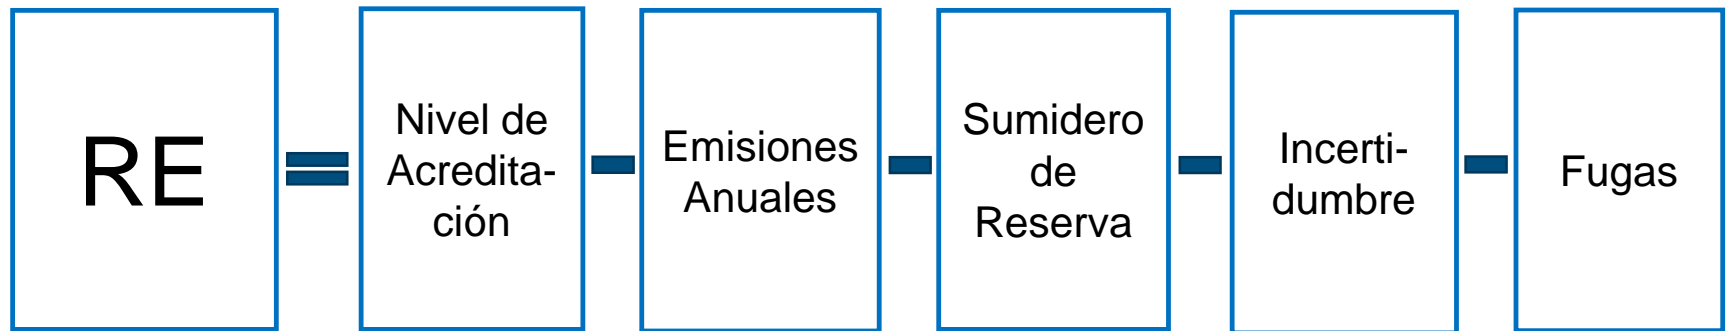 RE
=
Nivel de
Acredita-
ción
-
Emisiones
Anuales
-
Sumidero
de
Reserva
-
Incerti-
dumbre
-
Fugas